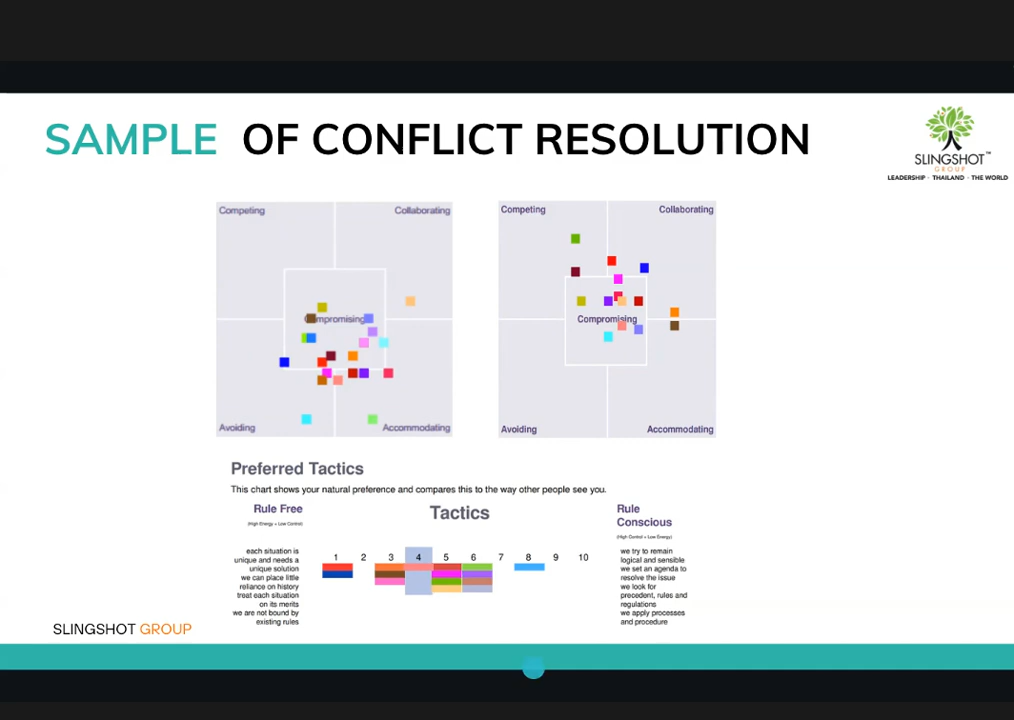 SAMPLE OF CONFLICT RESOLUTION
SLINGSHOT™
GROUP
LEADERSHIP · THAILAND · THE WORLD
Competing
Collaborating
Compromising
Avoiding
Accommodating
Competing
Collaborating
Compromising
Avoiding
Accommodating
Preferred Tactics
This chart shows your natural preference and compares this to the way other people see you.
Rule Free
(High Energy + Low Control)
each situation is
unique and needs a
unique solution
we can place little
reliance on history
treat each situation
on its merits
we are not bound by
existing rules
Tactics
1 2 3 4 5 6 7 8 9 10
Rule
Conscious
(High Control + Low Energy)
we try to remain
logical and sensible
we set an agenda to
resolve the issue
we look for
precedent, rules and
regulations
we apply processes
and procedure
SLINGSHOT GROUP